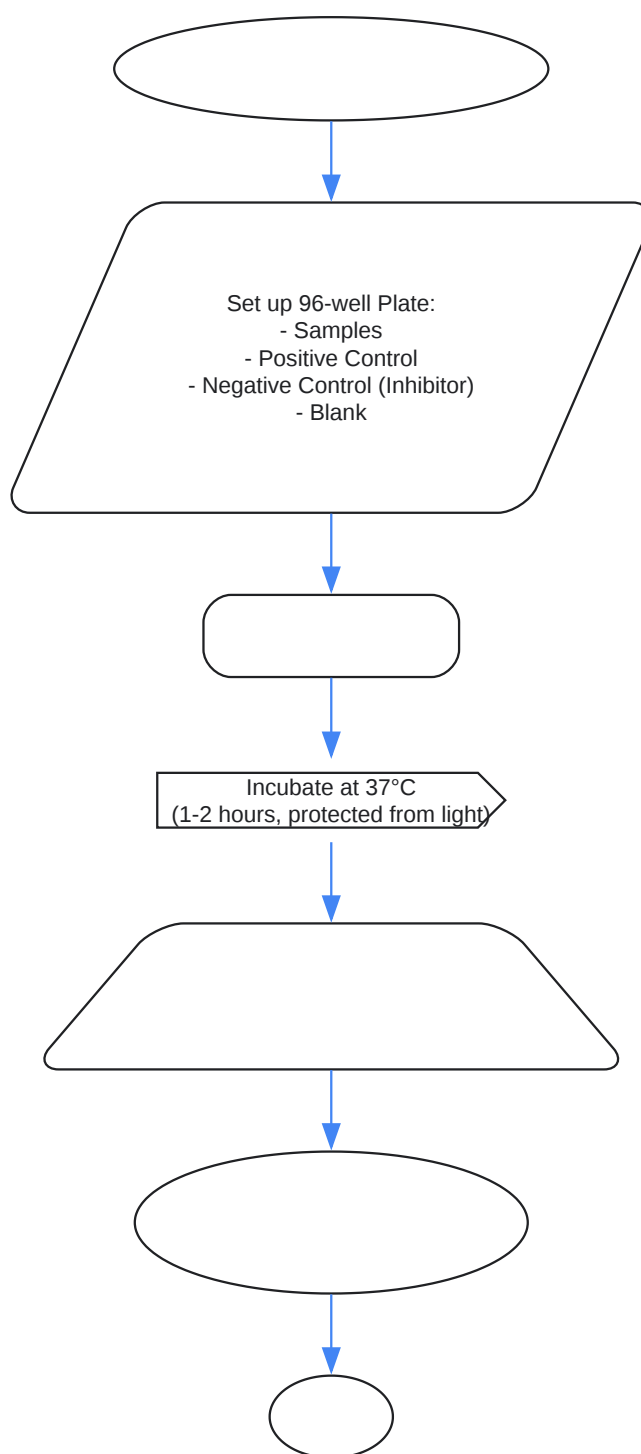 Set up 96-well Plate:
- Samples
- Positive Control
- Negative Control (Inhibitor)
- Blank
Incubate at 37°C
(1-2 hours, protected from light)